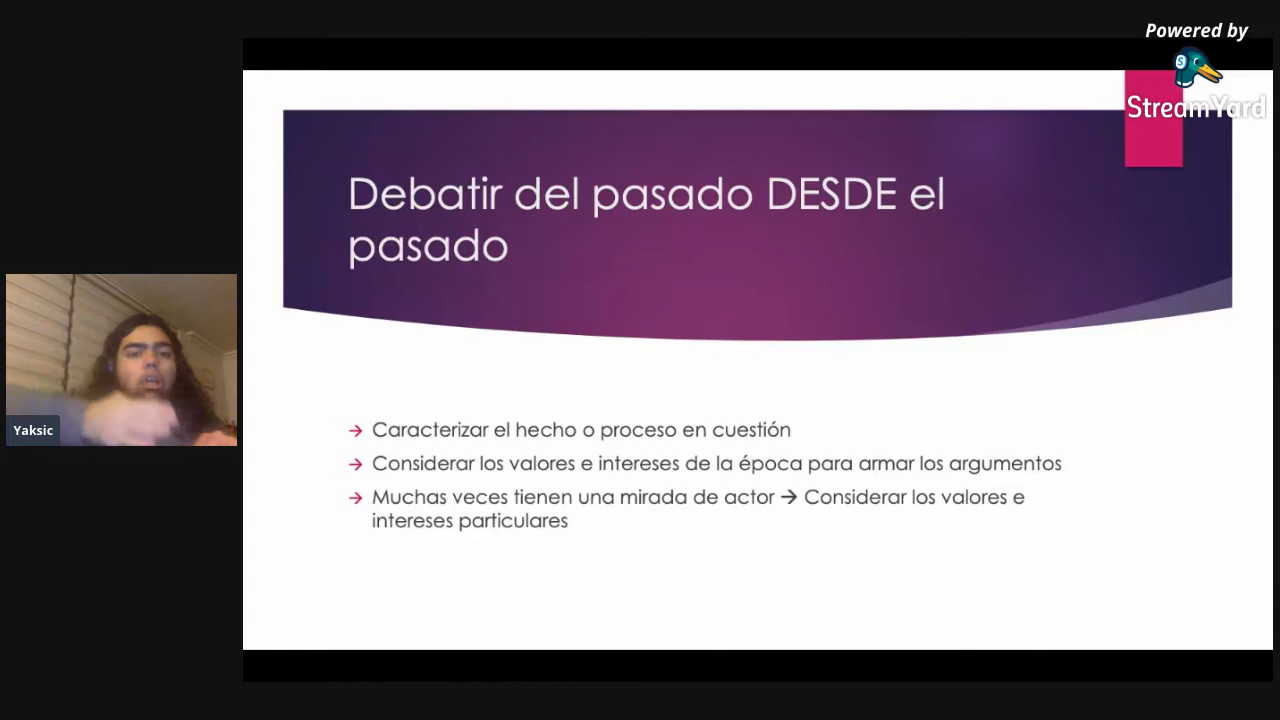 Powered by
StreamYard
Debatir del pasado DESDE el
pasado
→ Caracterizar el hecho o proceso en cuestión
→ Considerar los valores e intereses de la época para armar los argumentos
→ Muchas veces tienen una mirada de actor → Considerar los valores e
intereses particulares
Yaksic